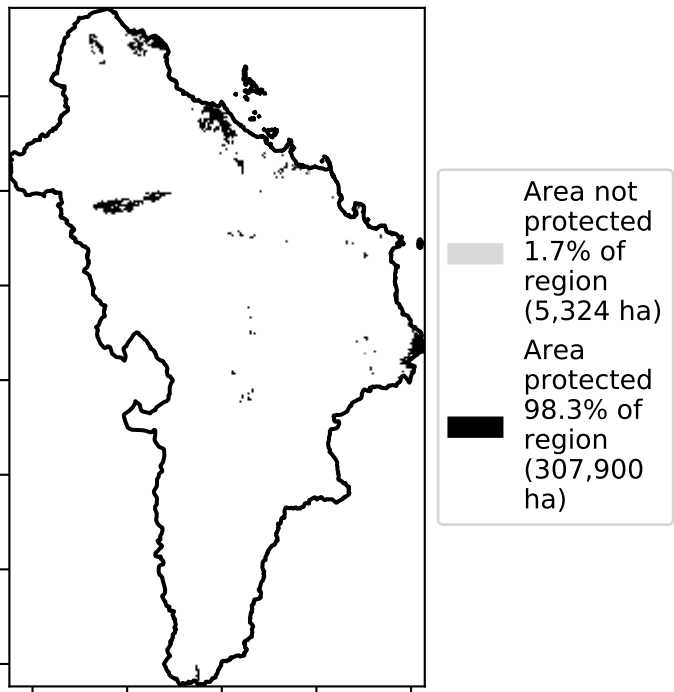 Area not
protected
1.7% of
region
(5,324 ha)
Area
protected
98.3% of
region
(307,900
ha)